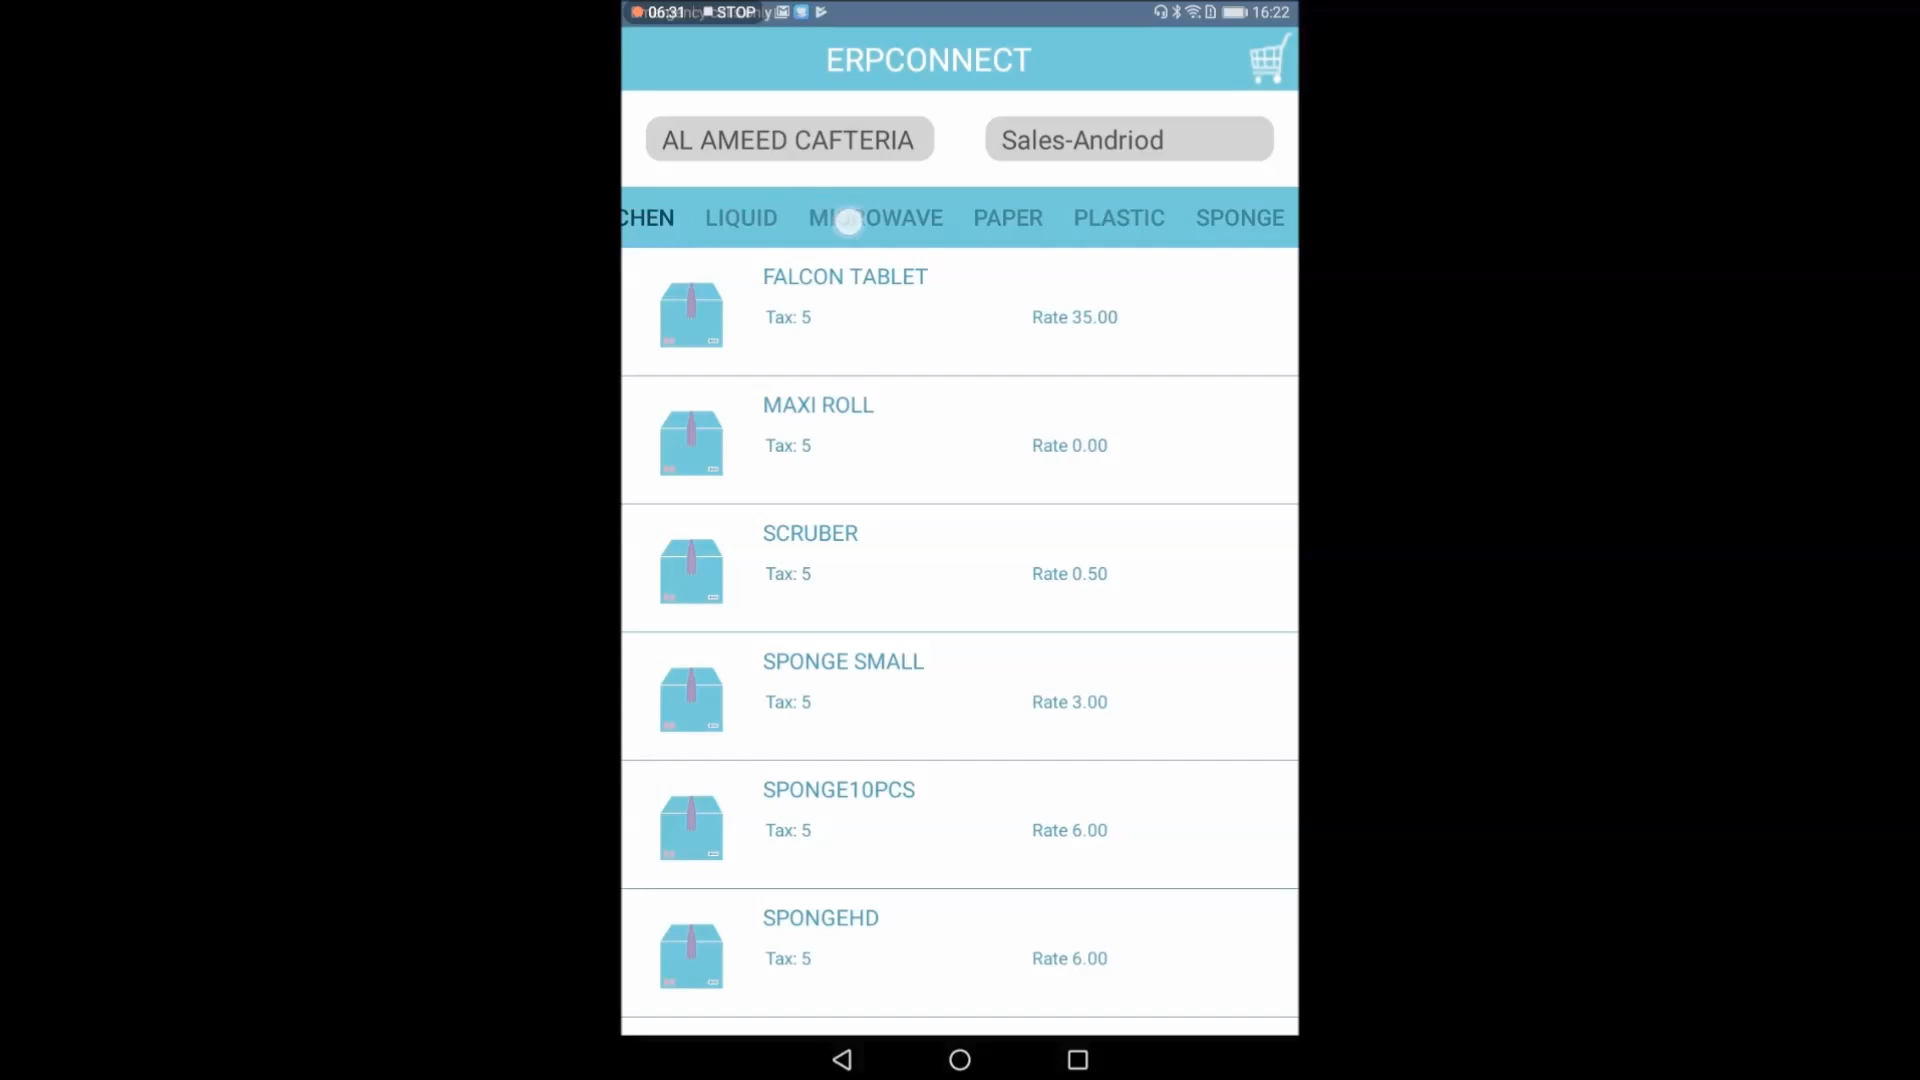 06:31 STOP 16:22
ERPCONNECT
AL AMEED CAFTERIA Sales-Andriod
CHEN LIQUID MICROWAVE PAPER PLASTIC SPONGE
FALCON TABLET
Tax: 5 Rate 35.00
MAXI ROLL
Tax: 5 Rate 0.00
SCRUBER
Tax: 5 Rate 0.50
SPONGE SMALL
Tax: 5 Rate 3.00
SPONGE10PCS
Tax: 5 Rate 6.00
SPONGEHD
Tax: 5 Rate 6.00